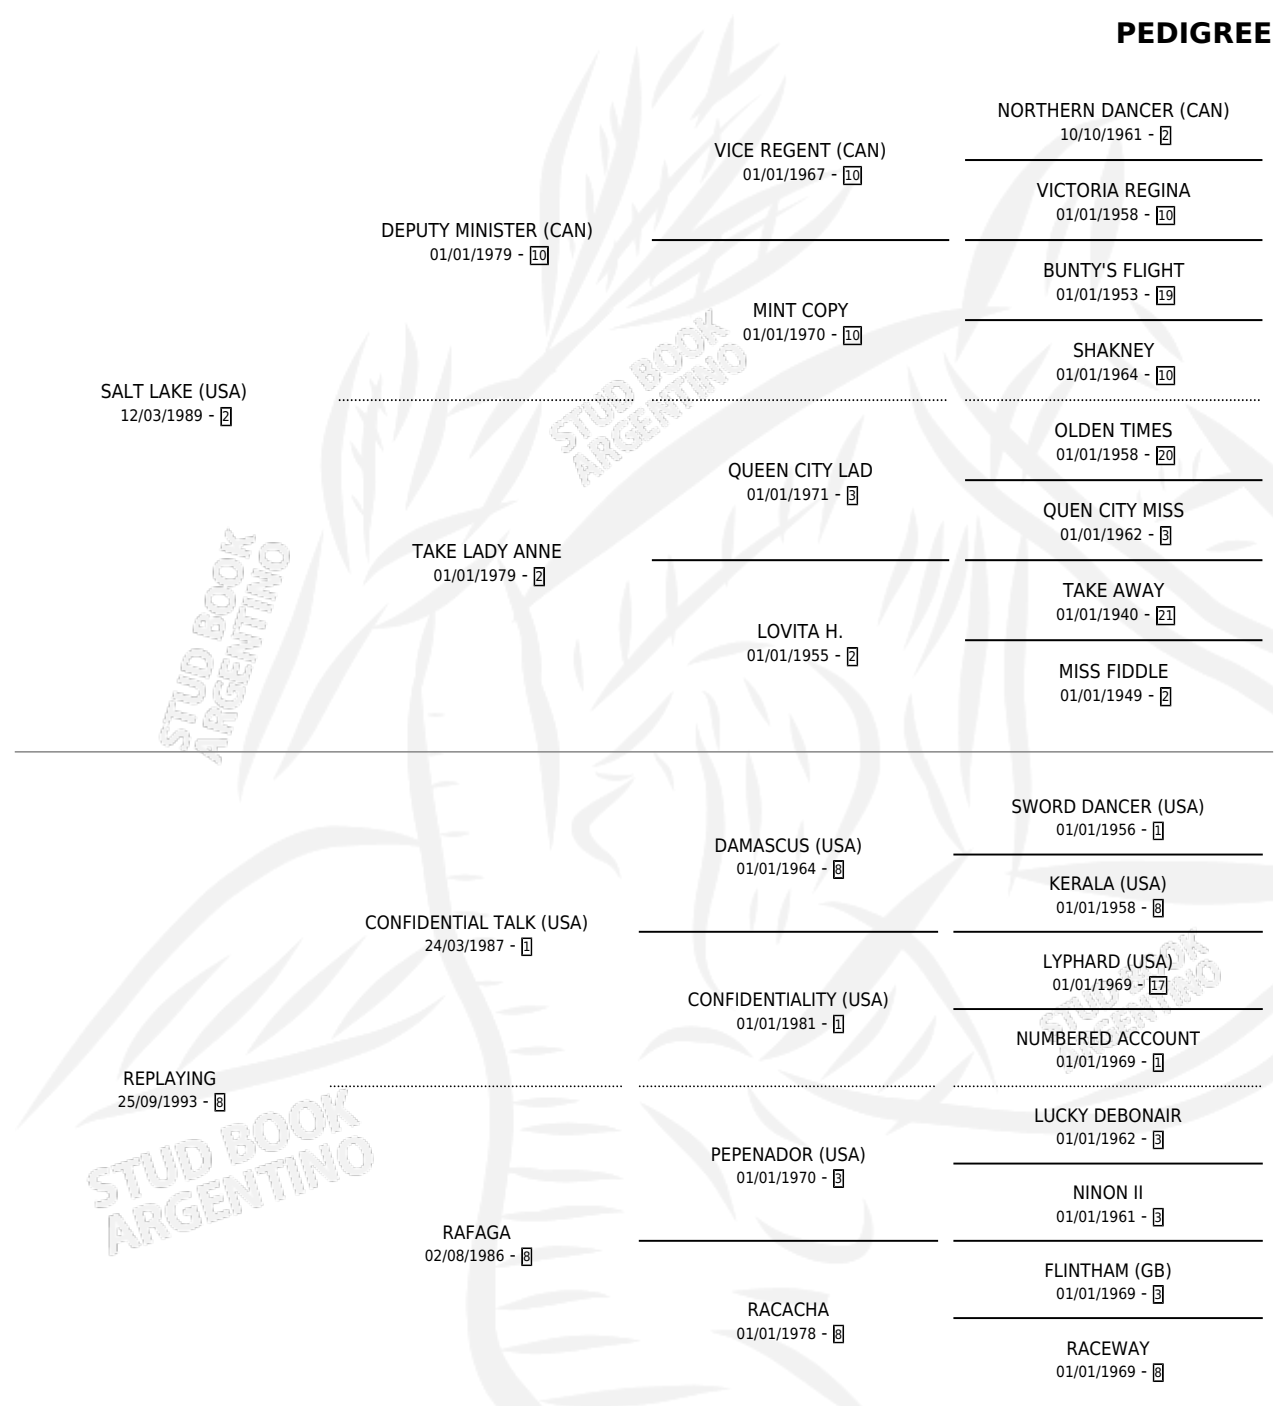 PEDIGREE
NORTHERN DANCER (CAN)
10/10/1961 - 2
VICE REGENT (CAN)
01/01/1967 - 10
VICTORIA REGINA
01/01/1958 - 10
DEPUTY MINISTER (CAN)
01/01/1979 - 10
BUNTY'S FLIGHT
01/01/1953 - 19
MINT COPY
01/01/1970 - 10
SHAKNEY
01/01/1964 - 10
SALT LAKE (USA)
12/03/1989 - 2
OLDEN TIMES
01/01/1958 - 20
QUEEN CITY LAD
01/01/1971 - 3
QUEN CITY MISS
01/01/1962 - 3
TAKE LADY ANNE
01/01/1979 - 2
TAKE AWAY
01/01/1940 - 21
LOVITA H.
01/01/1955 - 2
MISS FIDDLE
01/01/1949 - 2
SWORD DANCER (USA)
01/01/1956 - 1
DAMASCUS (USA)
01/01/1964 - 8
KERALA (USA)
01/01/1958 - 8
CONFIDENTIAL TALK (USA)
24/03/1987 - 1
LYPHARD (USA)
01/01/1969 - 17
CONFIDENTIALITY (USA)
01/01/1981 - 1
NUMBERED ACCOUNT
01/01/1969 - 1
REPLAYING
25/09/1993 - 8
LUCKY DEBONAIR
01/01/1962 - 3
PEPENADOR (USA)
01/01/1970 - 3
NINON II
01/01/1961 - 3
RAFAGA
02/08/1986 - 8
FLINTHAM (GB)
01/01/1969 - 3
RACACHA
01/01/1978 - 8
RACEWAY
01/01/1969 - 8
STUD BOOK
ARGENTINO
STUD BOOK
ARGENTINO
STUD BOOK
ARGENTINO
STUD BOOK
ARGENTINO